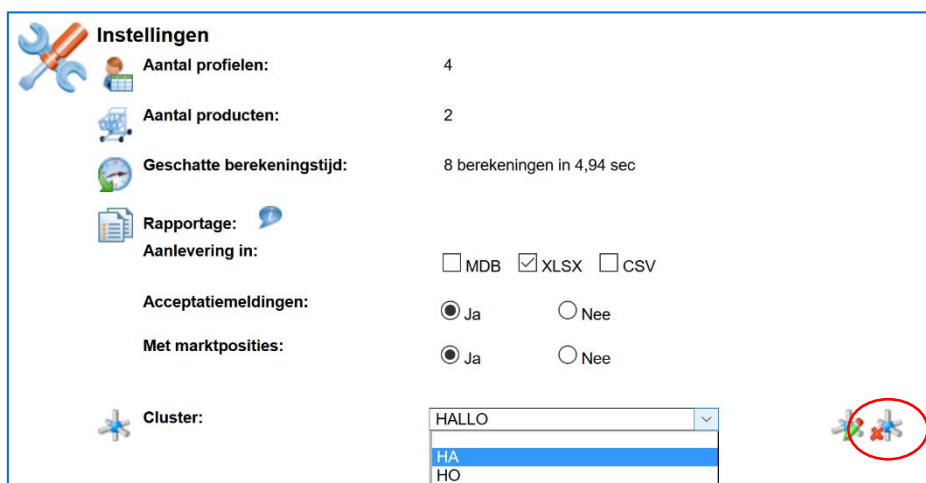 Instellingen
Aantal profielen: 4
Aantal producten: 2
Geschatte berekeningstijd: 8 berekeningen in 4,94 sec
Rapportage:
Aanlevering in: MDB XLSX CSV
Acceptatiemeldingen: Ja Nee
Met marktposities: Ja Nee
Cluster: HALLO
HA
HO